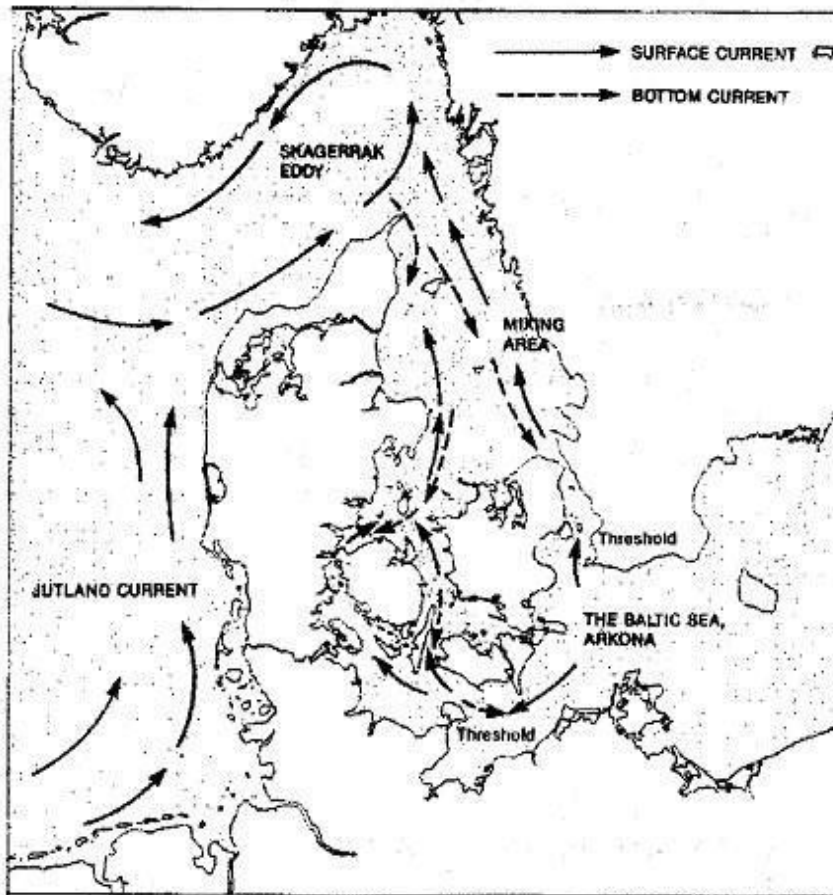 SURFACE CURRENT
BOTTOM CURRENT
SKAGERRAK
EDDY
MIXING
AREA
Threshold
JUTLAND CURRENT
THE BALTIC SEA,
ARKONA
Threshold